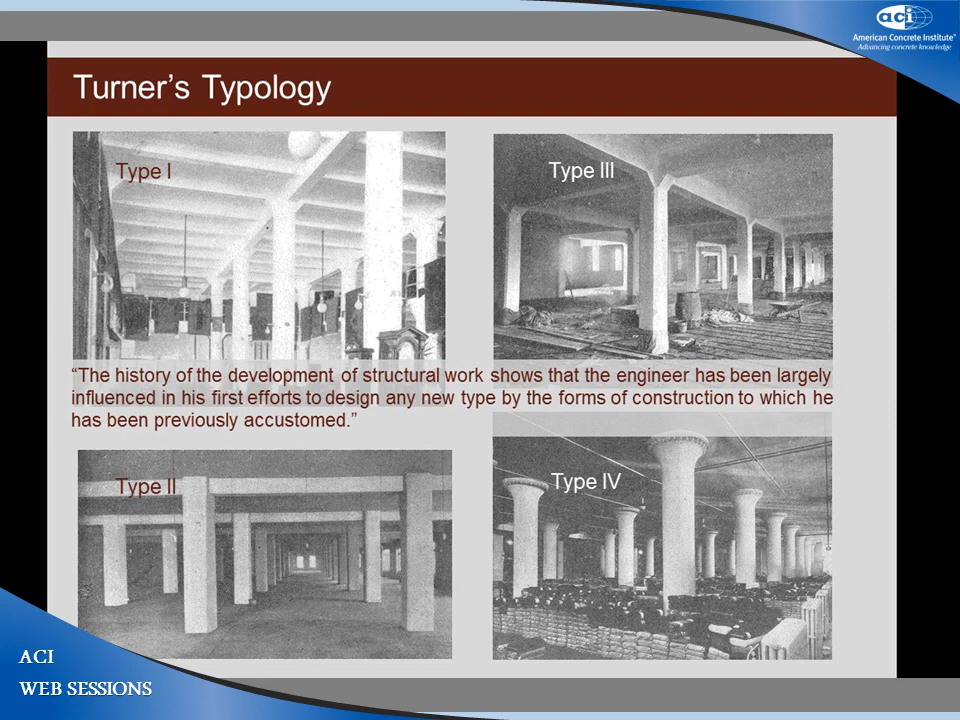 aci
American Concrete Institute®
Advancing concrete knowledge
Turner’s Typology
Type I
Type III
“The history of the development of structural work shows that the engineer has been largely
influenced in his first efforts to design any new type by the forms of construction to which he
has been previously accustomed.”
Type II
Type IV
ACI
WEB SESSIONS